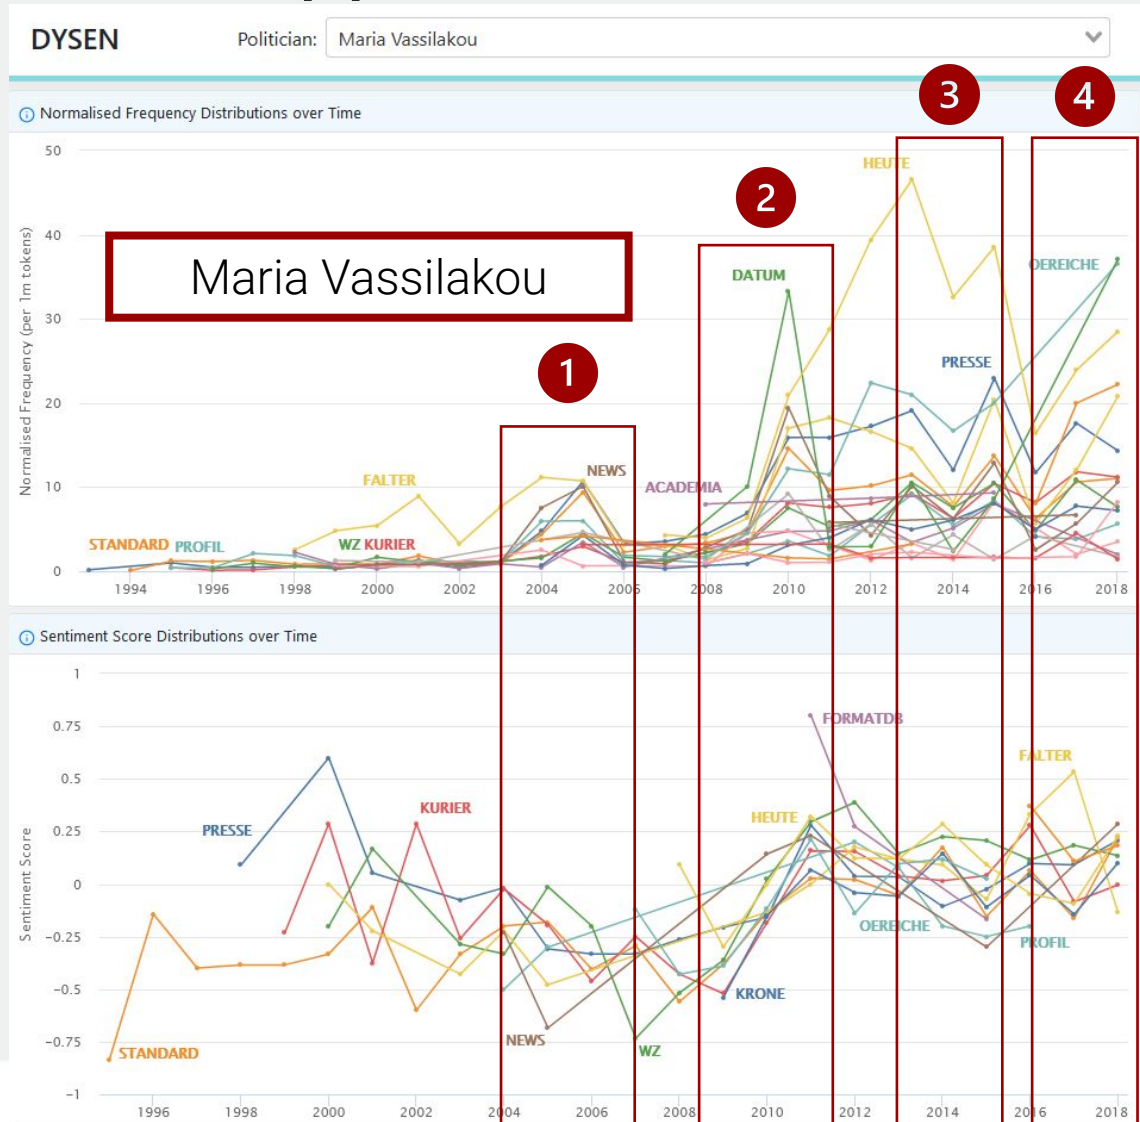 DYSEN
Politician: Maria Vassilakou
Normalised Frequency Distributions over Time
3
4
2
1
Maria Vassilakou
Normalised Frequency (per 1m tokens)
50
40
30
20
10
0
HEUTE
DATUM
OEREICHE
PRESSE
NEWS
FALTER
ACADEMIA
STANDARD
PROFIL
WZ
KURIER
1994 1996 1998 2000 2002 2004 2006 2008 2010 2012 2014 2016 2018
Sentiment Score Distributions over Time
Sentiment Score
1
0.75
0.5
0.25
0
−0.25
−0.5
−0.75
−1
FORMATDB
FALTER
KURIER
HEUTE
PRESSE
OEREICHE
PROFIL
KRONE
NEWS
WZ
STANDARD
1996 1998 2000 2002 2004 2006 2008 2010 2012 2014 2016 2018